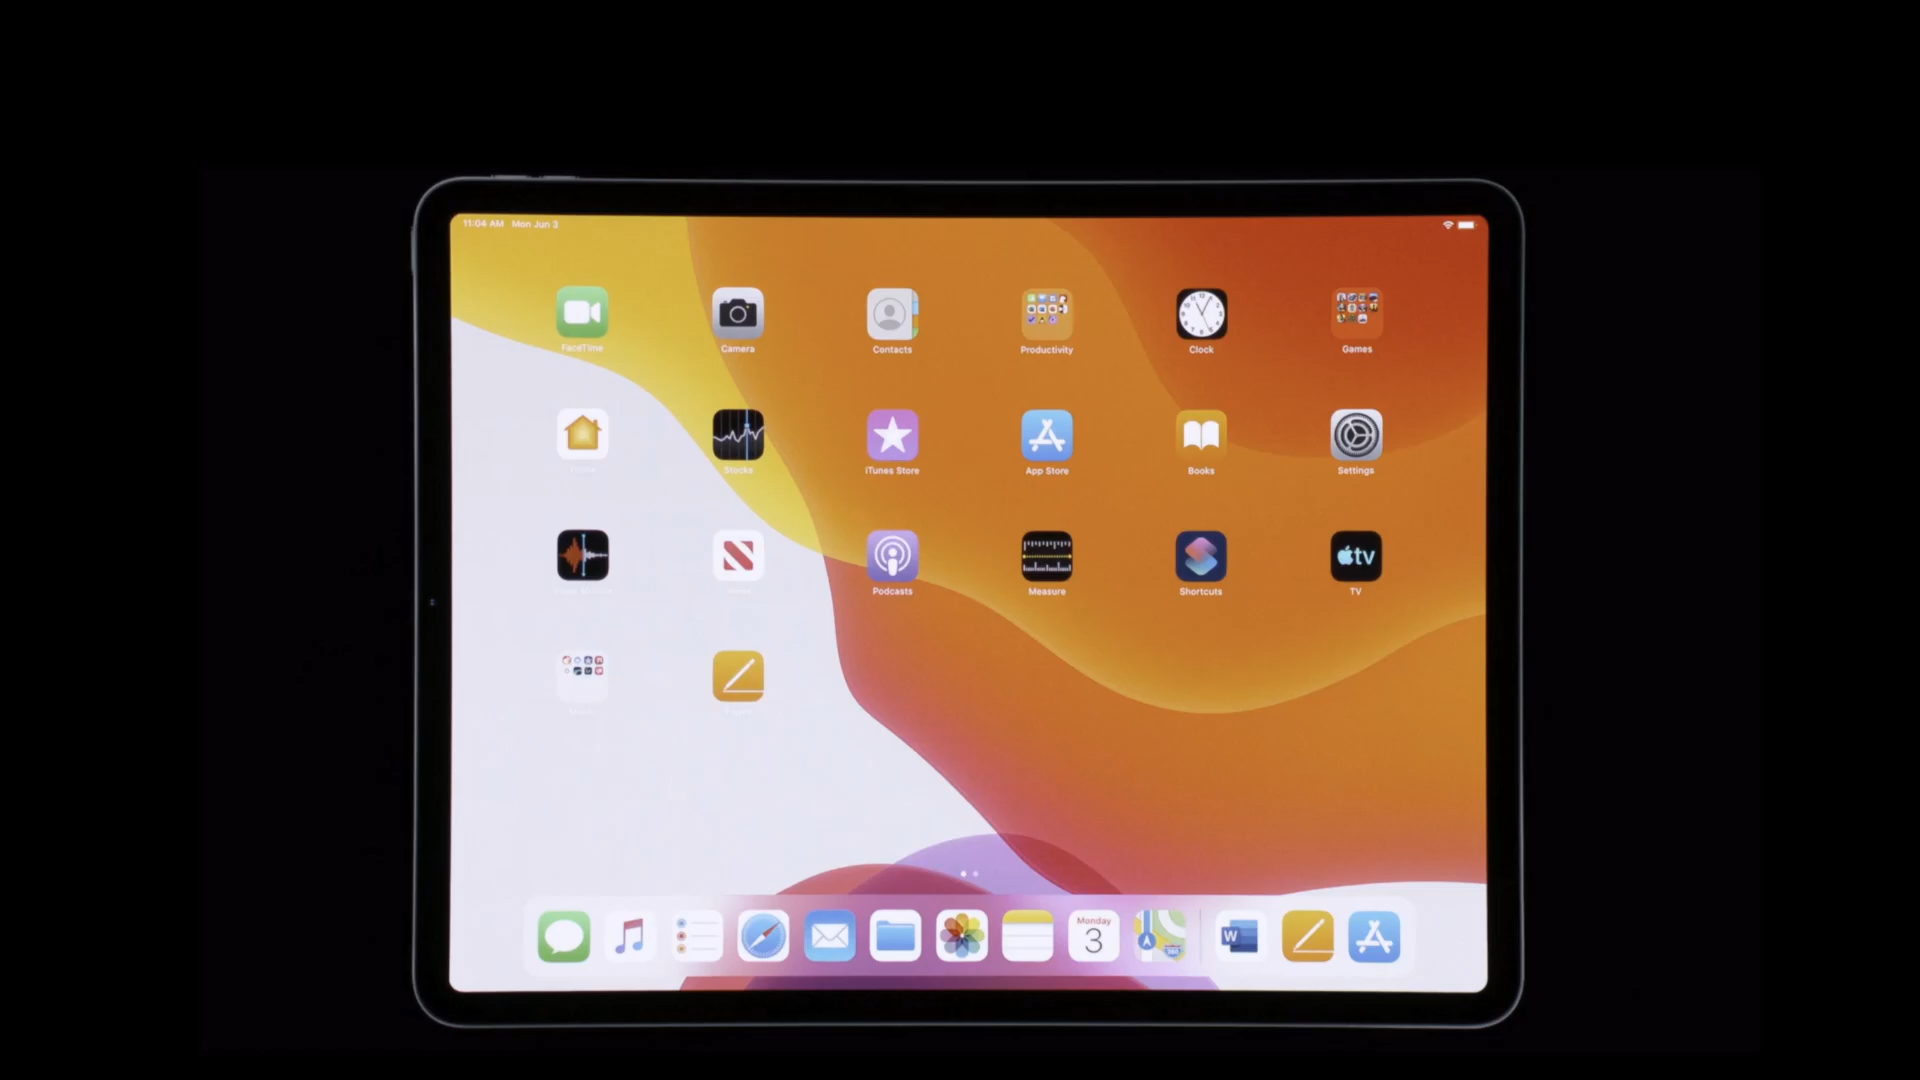 11:04 AM Mon Jun 3
FaceTime
Camera
Contacts
Productivity
Clock
Games
Stocks
iTunes Store
App Store
Books
Settings
Podcasts
Measure
Shortcuts
tv
TV
Monday
3
W